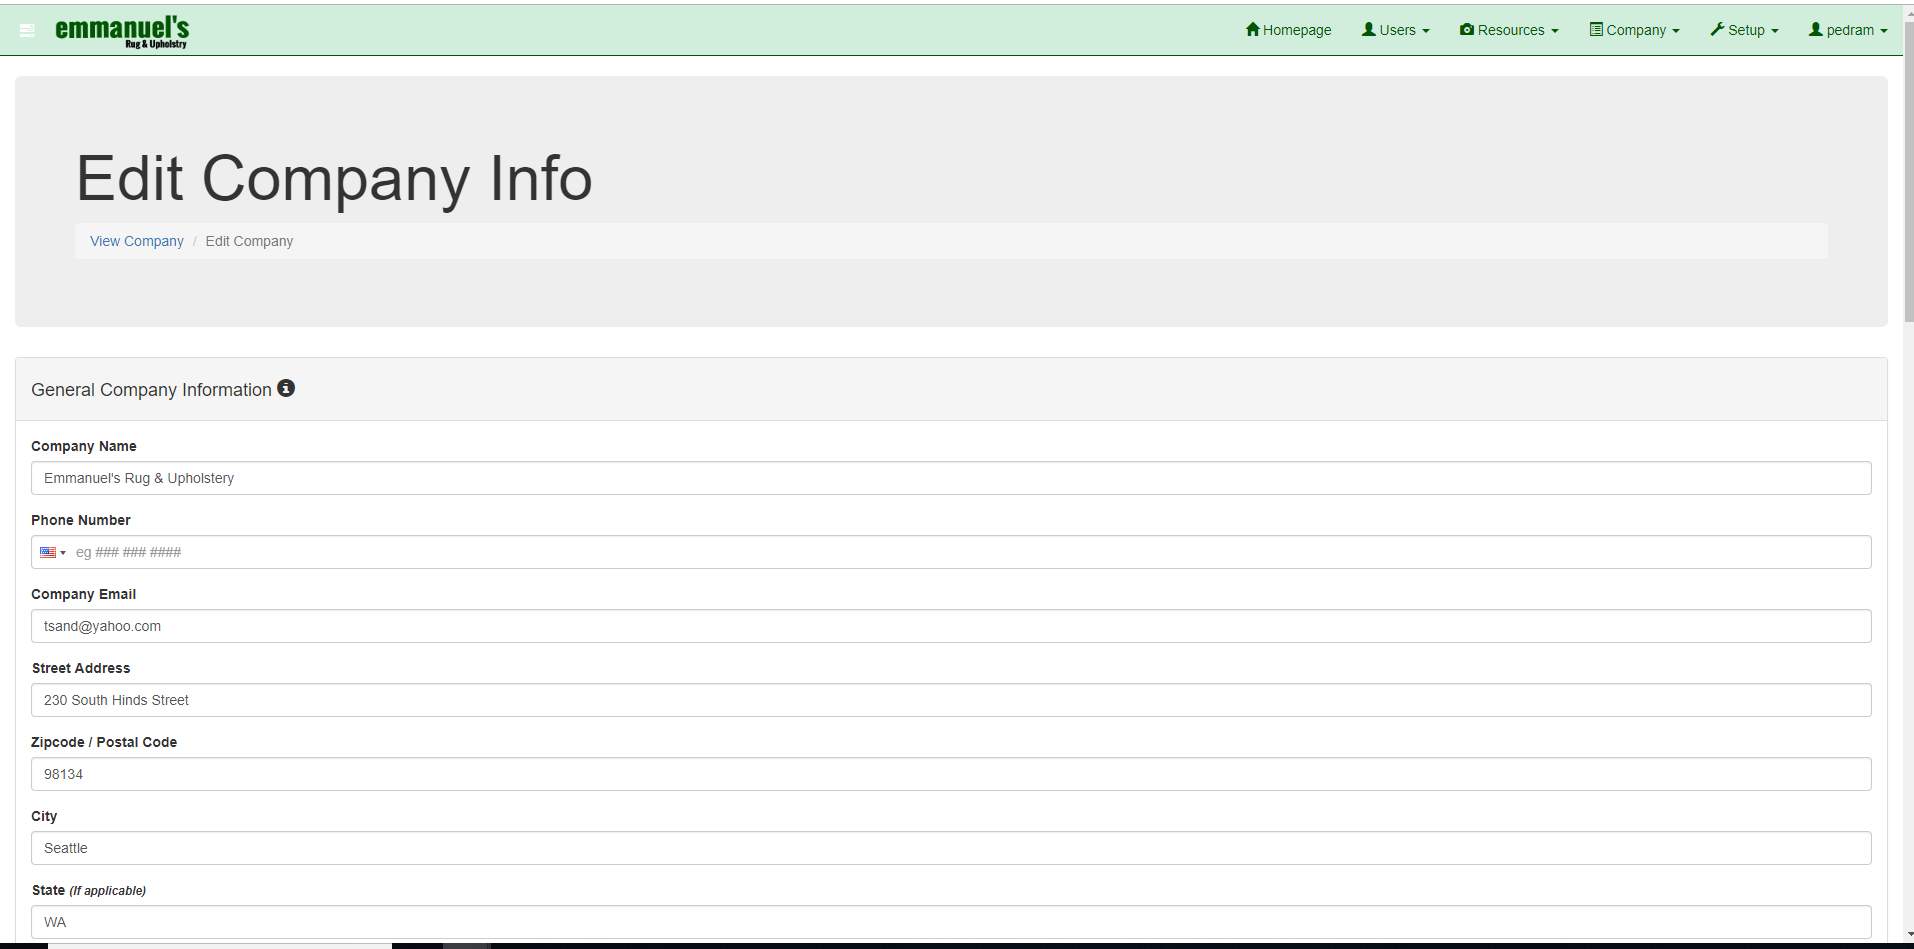 emmanuel's
Rug & Upholstry
Homepage Users Resources Company Setup pedram
Edit Company Info
View Company / Edit Company
General Company Information
Company Name
Emmanuel's Rug & Upholstery
Phone Number
eg ### ### ####
Company Email
tsand@yahoo.com
Street Address
230 South Hinds Street
Zipcode / Postal Code
98134
City
Seattle
State (If applicable)
WA